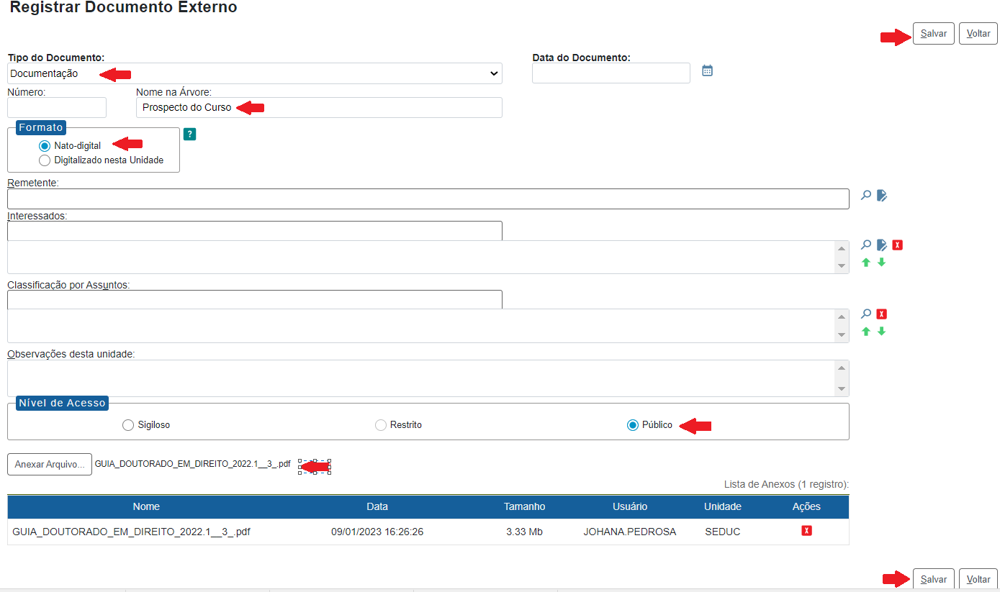 Registrar Documento Externo
Salvar Voltar
Tipo do Documento: Data do Documento:
Documentação
Número: Nome na Árvore:
Prospecto do Curso
Formato
?
Nato-digital
Digitalizado nesta Unidade
Remetente:
Interessados:
X
Classificação por Assuntos:
X
Observações desta unidade:
Nível de Acesso
Sigiloso Restrito Público
Anexar Arquivo... GUIA_DOUTORADO_EM_DIREITO_2022.1__3_.pdf
Lista de Anexos (1 registro):
Nome Data Tamanho Usuário Unidade Ações
GUIA_DOUTORADO_EM_DIREITO_2022.1__3_.pdf 09/01/2023 16:26:26 3.33 Mb JOHANA.PEDROSA SEDUC X
Salvar Voltar